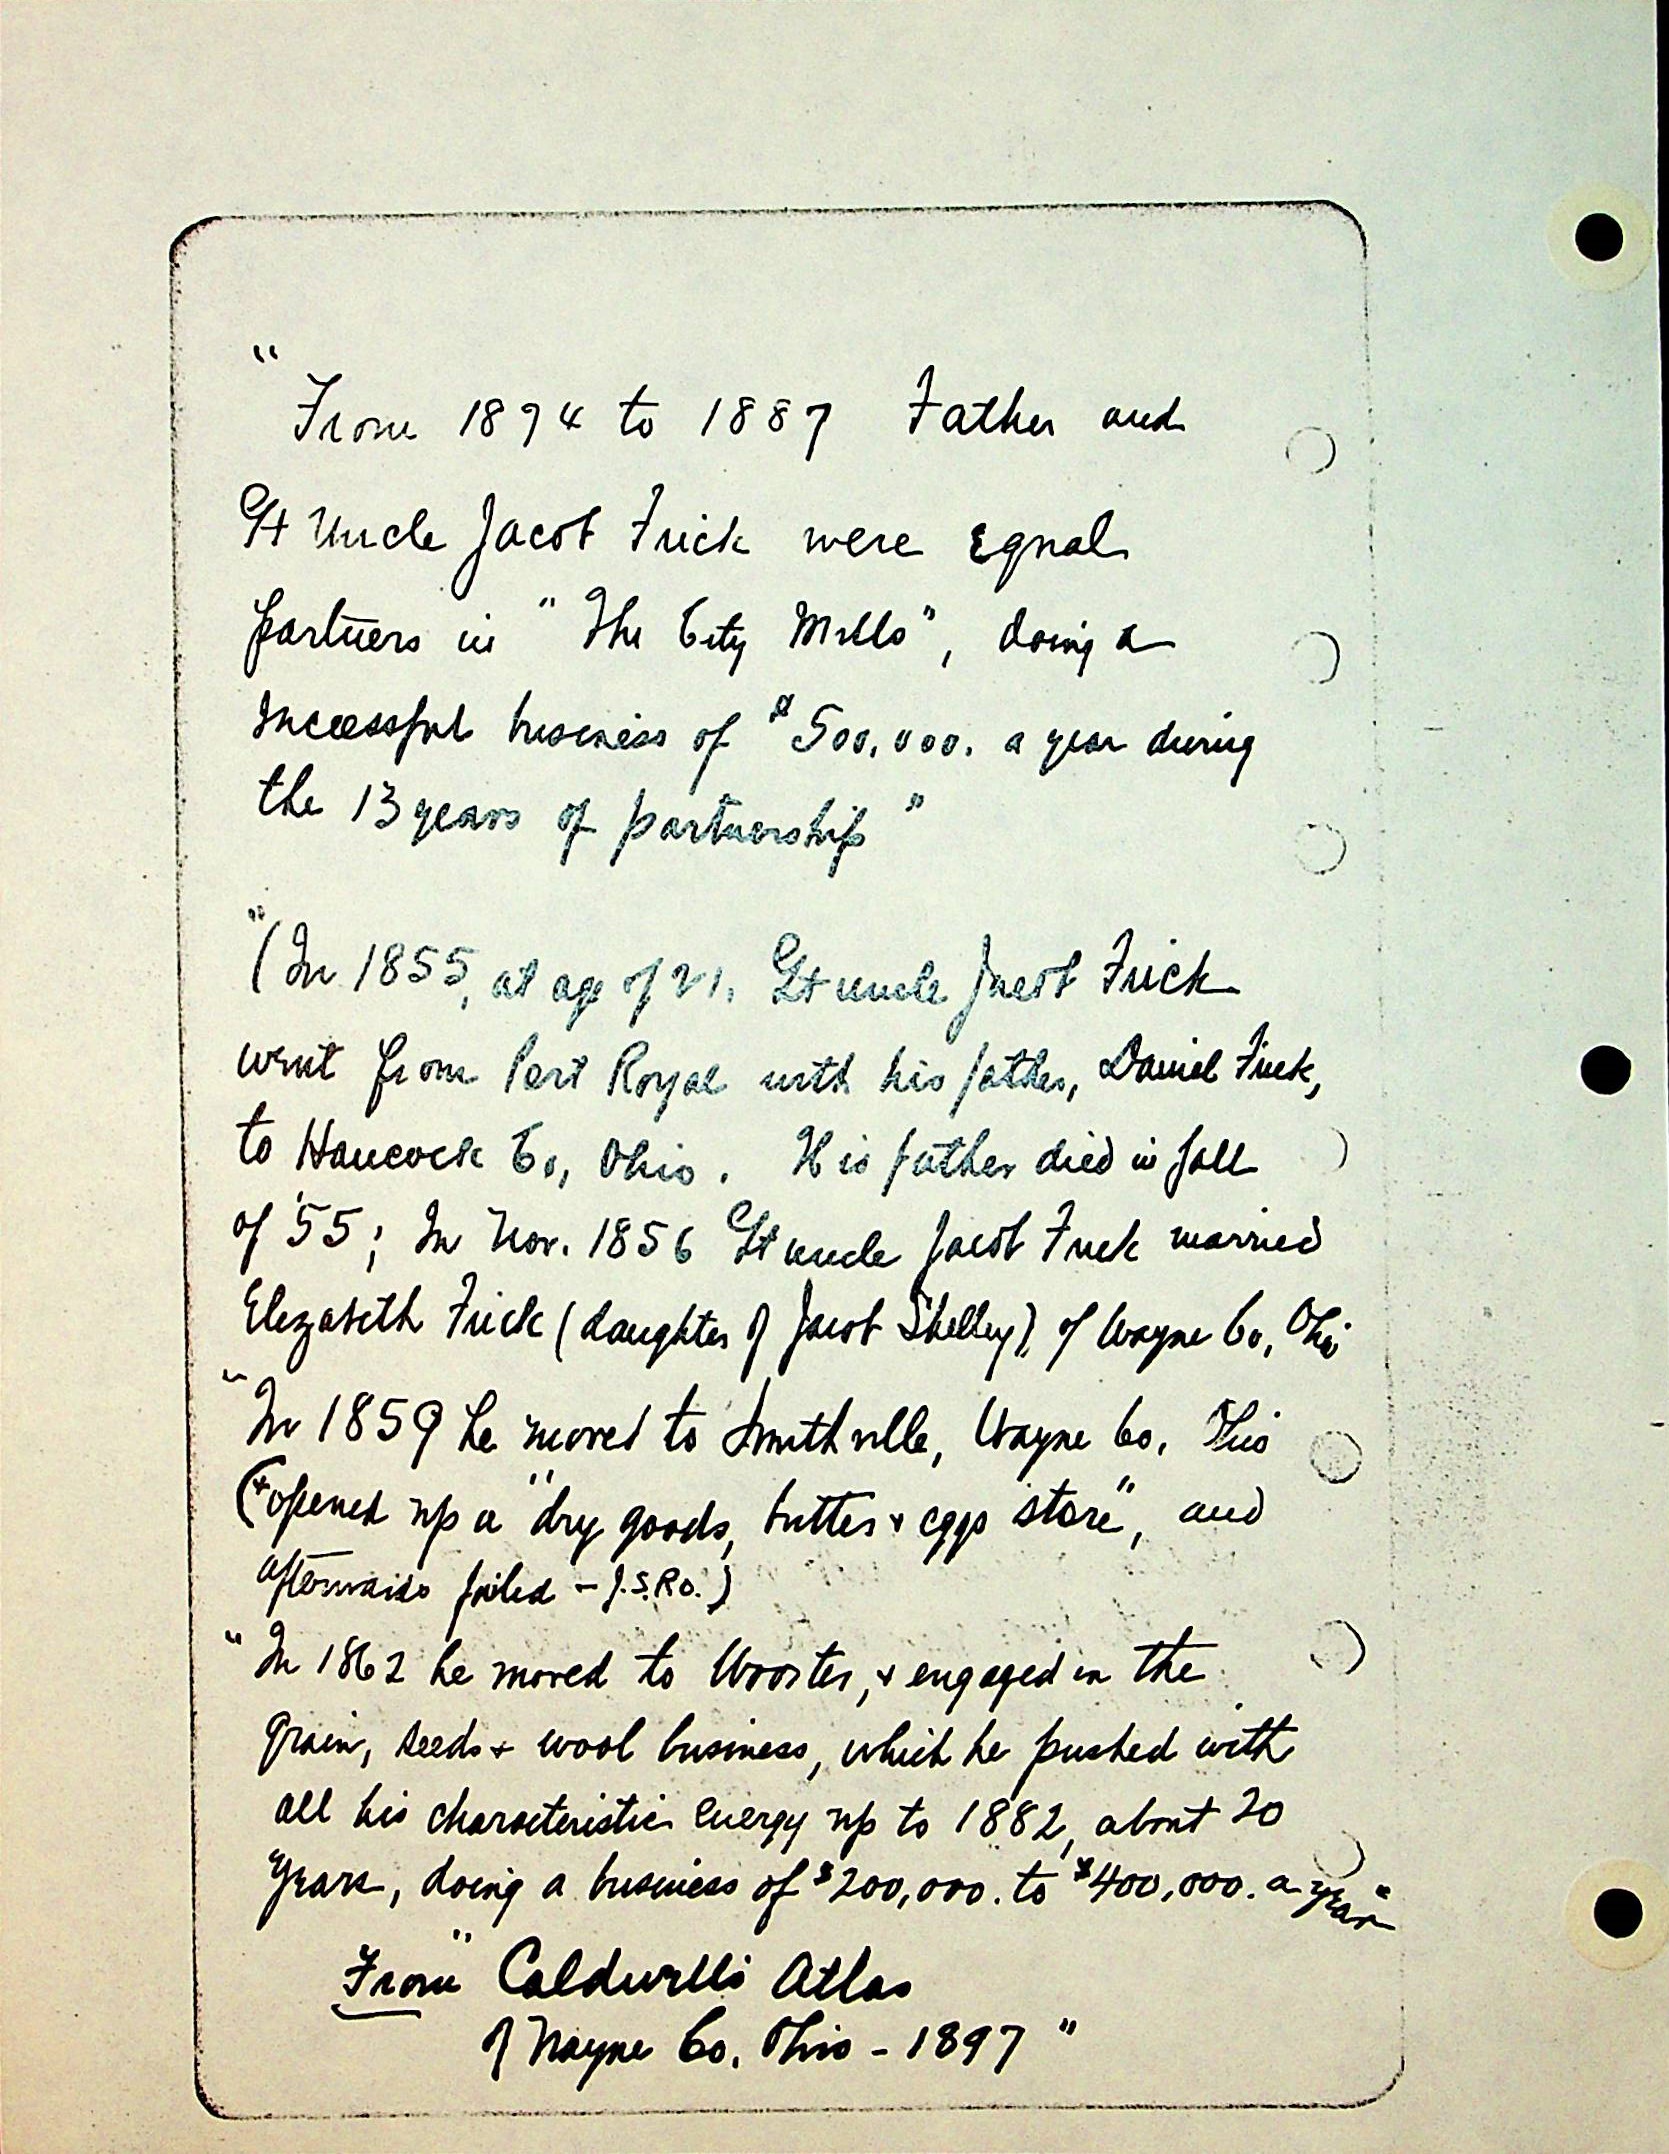 "
From 1874 to 1887 Father and
Gt Uncle Jacob Frick were Equal
partners in "The City Mills", doing a
successful business of $500,000. a year during
the 13 years of partnership"
"(In 1855, at age of 21, Gt uncle Jacob Frick
went from Port Royal with his father, Daniel Frick,
to Hancock Co, Ohio. His father died in fall
of '55; In Nov. 1856 Gt uncle Jacob Frick married
Elizabeth Frick (daughter of Jacob Shelley), of Wayne Co, Ohio
"In 1859 he moved to Smithville, Wayne Co, Ohio
(+ opened up a "dry goods, butter + eggs store", and
afterwards failed - J.S.Ro.)
"In 1862 he moved to Wooster, + engaged in the
grain, seeds + wool business, which he pushed with
all his characteristic energy up to 1882, about 20
years, doing a business of $200,000. to $400,000. a year"
From "Caldwell's Atlas
of Wayne Co, Ohio - 1897"